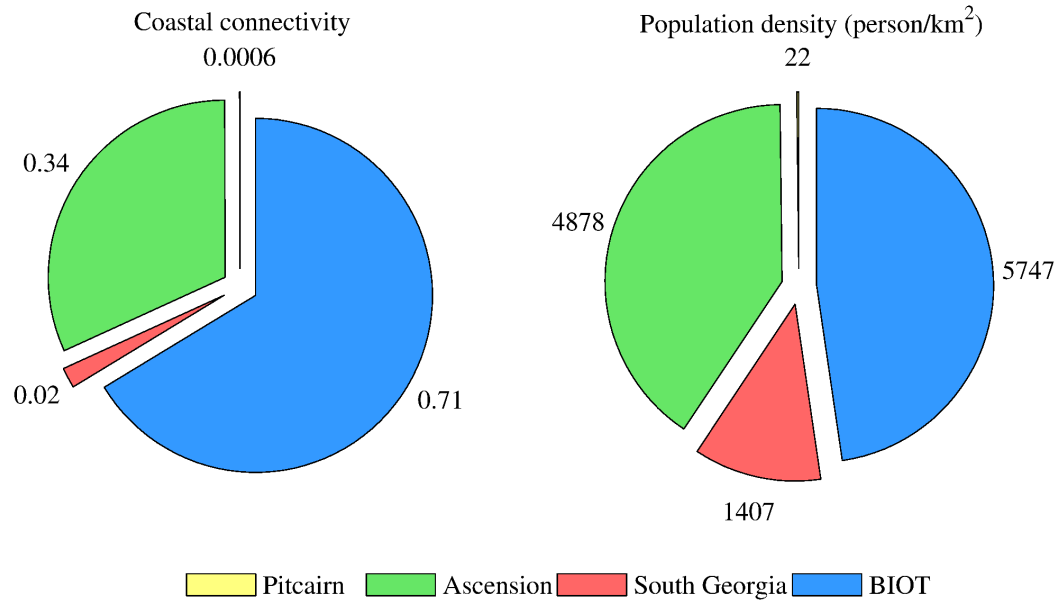 Coastal connectivity
0.0006
0.34
0.02
0.71
Population density (person/km²)
22
4878
5747
1407
Pitcairn
Ascension
South Georgia
BIOT